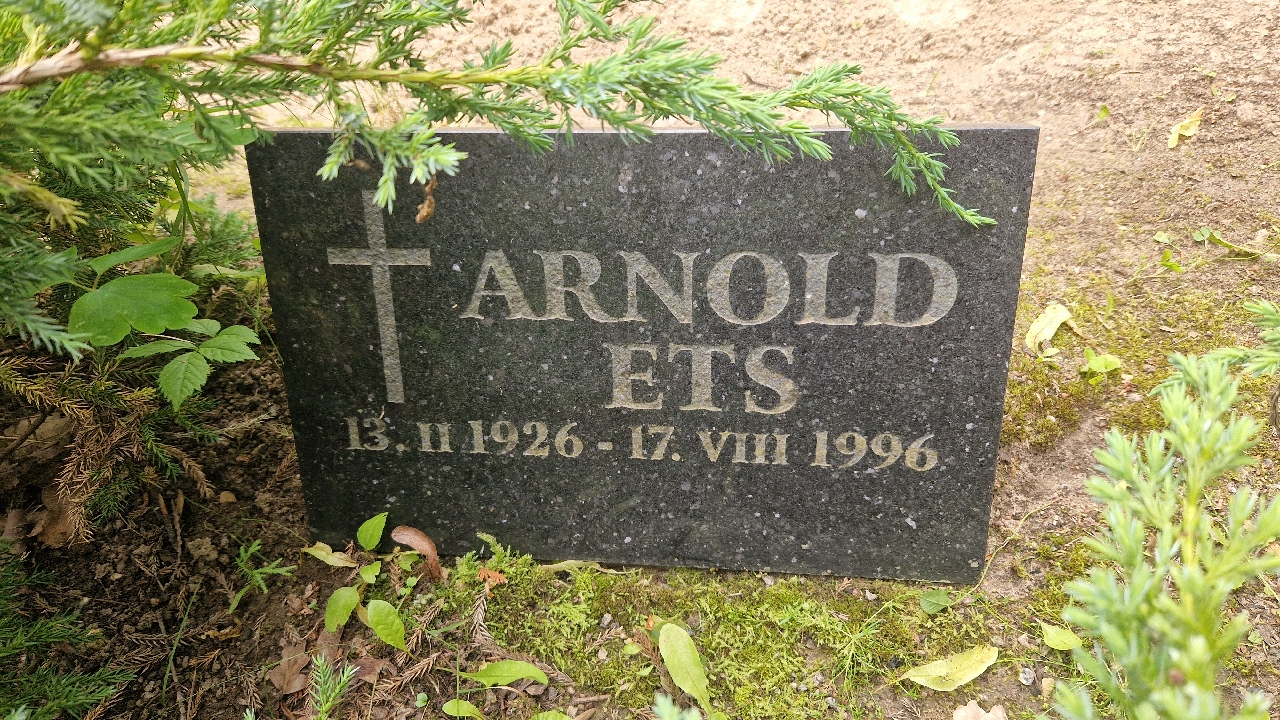 ARNOLD
ETS
13. II 1926 - 17. VIII 1996